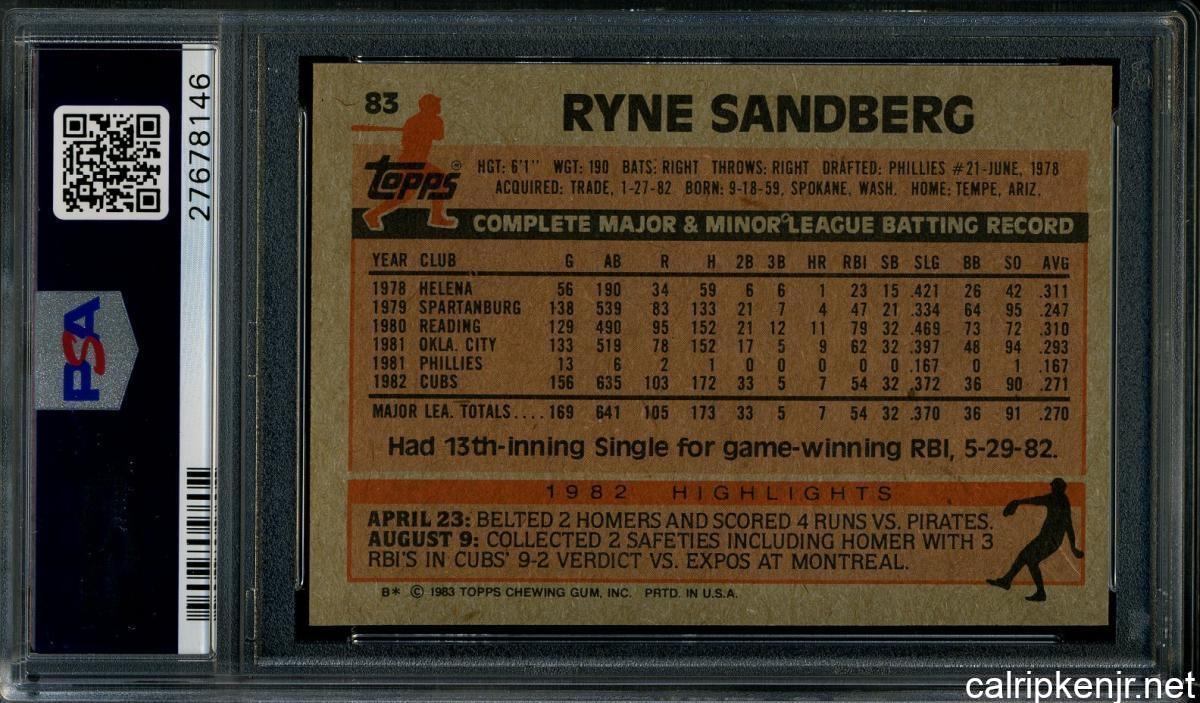 27678146
PSA
83
RYNE SANDBERG
Topps®
HGT: 6'1" WGT: 190 BATS: RIGHT THROWS: RIGHT DRAFTED: PHILLIES #21-JUNE, 1978
ACQUIRED: TRADE, 1-27-82 BORN: 9-18-59, SPOKANE, WASH. HOME: TEMPE, ARIZ.
COMPLETE MAJOR & MINOR LEAGUE BATTING RECORD
YEAR CLUB G AB R H 2B 3B HR RBI SB SLG BB SO AVG
1978 HELENA 56 190 34 59 6 6 1 23 15 .421 26 42 .311
1979 SPARTANBURG 138 539 83 133 21 7 4 47 21 .334 64 95 .247
1980 READING 129 490 95 152 21 12 11 79 32 .469 73 72 .310
1981 OKLA. CITY 133 519 78 152 17 5 9 62 32 .397 48 94 .293
1981 PHILLIES 13 6 2 1 0 0 0 0 0 .167 0 1 .167
1982 CUBS 156 635 103 172 33 5 7 54 32 .372 36 90 .271
MAJOR LEA. TOTALS.... 169 641 105 173 33 5 7 54 32 .370 36 91 .270
Had 13th-inning Single for game-winning RBI, 5-29-82.
1982 HIGHLIGHTS
APRIL 23: BELTED 2 HOMERS AND SCORED 4 RUNS VS. PIRATES.
AUGUST 9: COLLECTED 2 SAFETIES INCLUDING HOMER WITH 3
RBI'S IN CUBS' 9-2 VERDICT VS. EXPOS AT MONTREAL.
B* © 1983 TOPPS CHEWING GUM, INC. PRTD. IN U.S.A.
calripkenjr.net